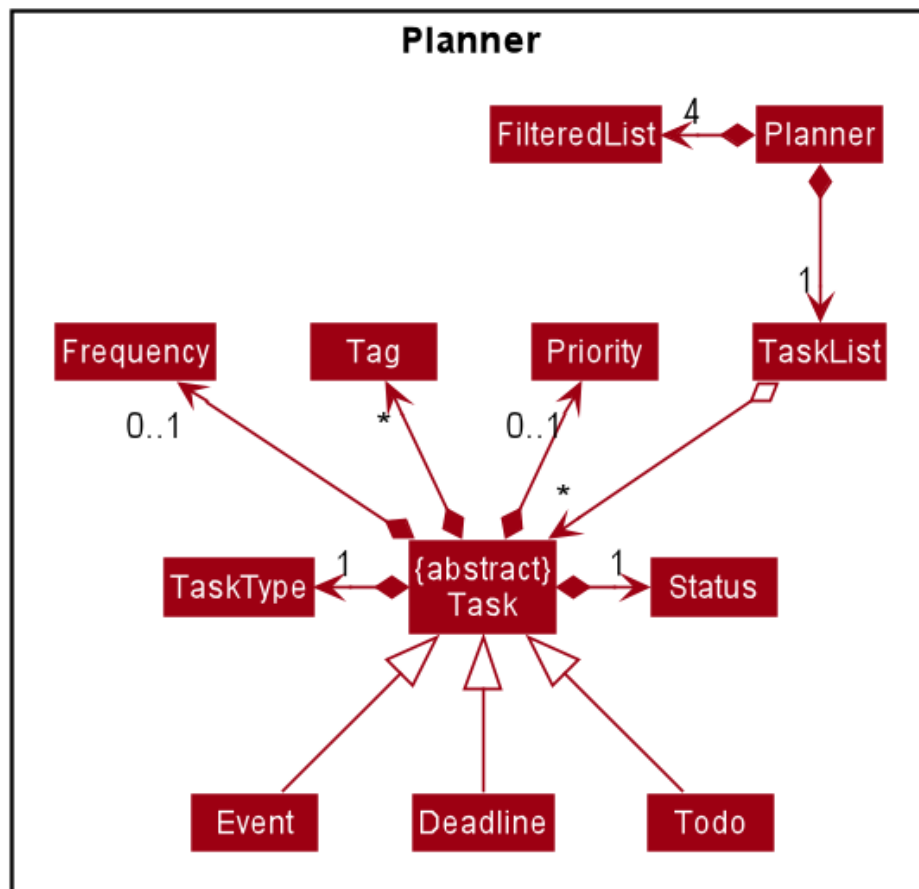 Planner
FilteredList
4
Planner
1
Frequency
Tag
Priority
TaskList
0..1
*
0..1
*
TaskType
1
{abstract}
Task
1
Status
Event
Deadline
Todo